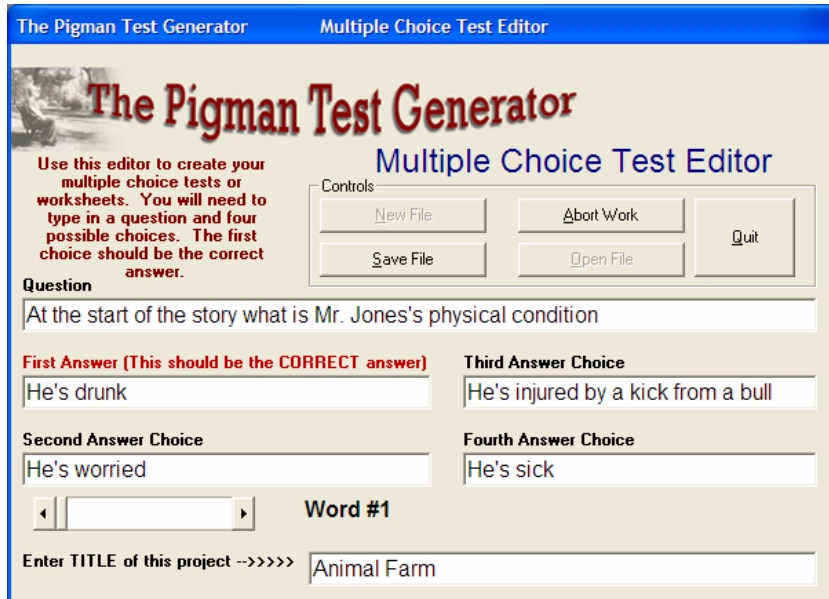 The Pigman Test Generator Multiple Choice Test Editor
The Pigman Test Generator
Multiple Choice Test Editor
Use this editor to create your
multiple choice tests or
worksheets. You will need to
type in a question and four
possible choices. The first
choice should be the correct
answer.
Controls
New File
Abort Work
Quit
Save File
Open File
Question
At the start of the story what is Mr. Jones's physical condition
First Answer (This should be the CORRECT answer)
Third Answer Choice
He's drunk
He's injured by a kick from a bull
Second Answer Choice
Fourth Answer Choice
He's worried
He's sick
Word #1
Enter TITLE of this project -->>>>> Animal Farm